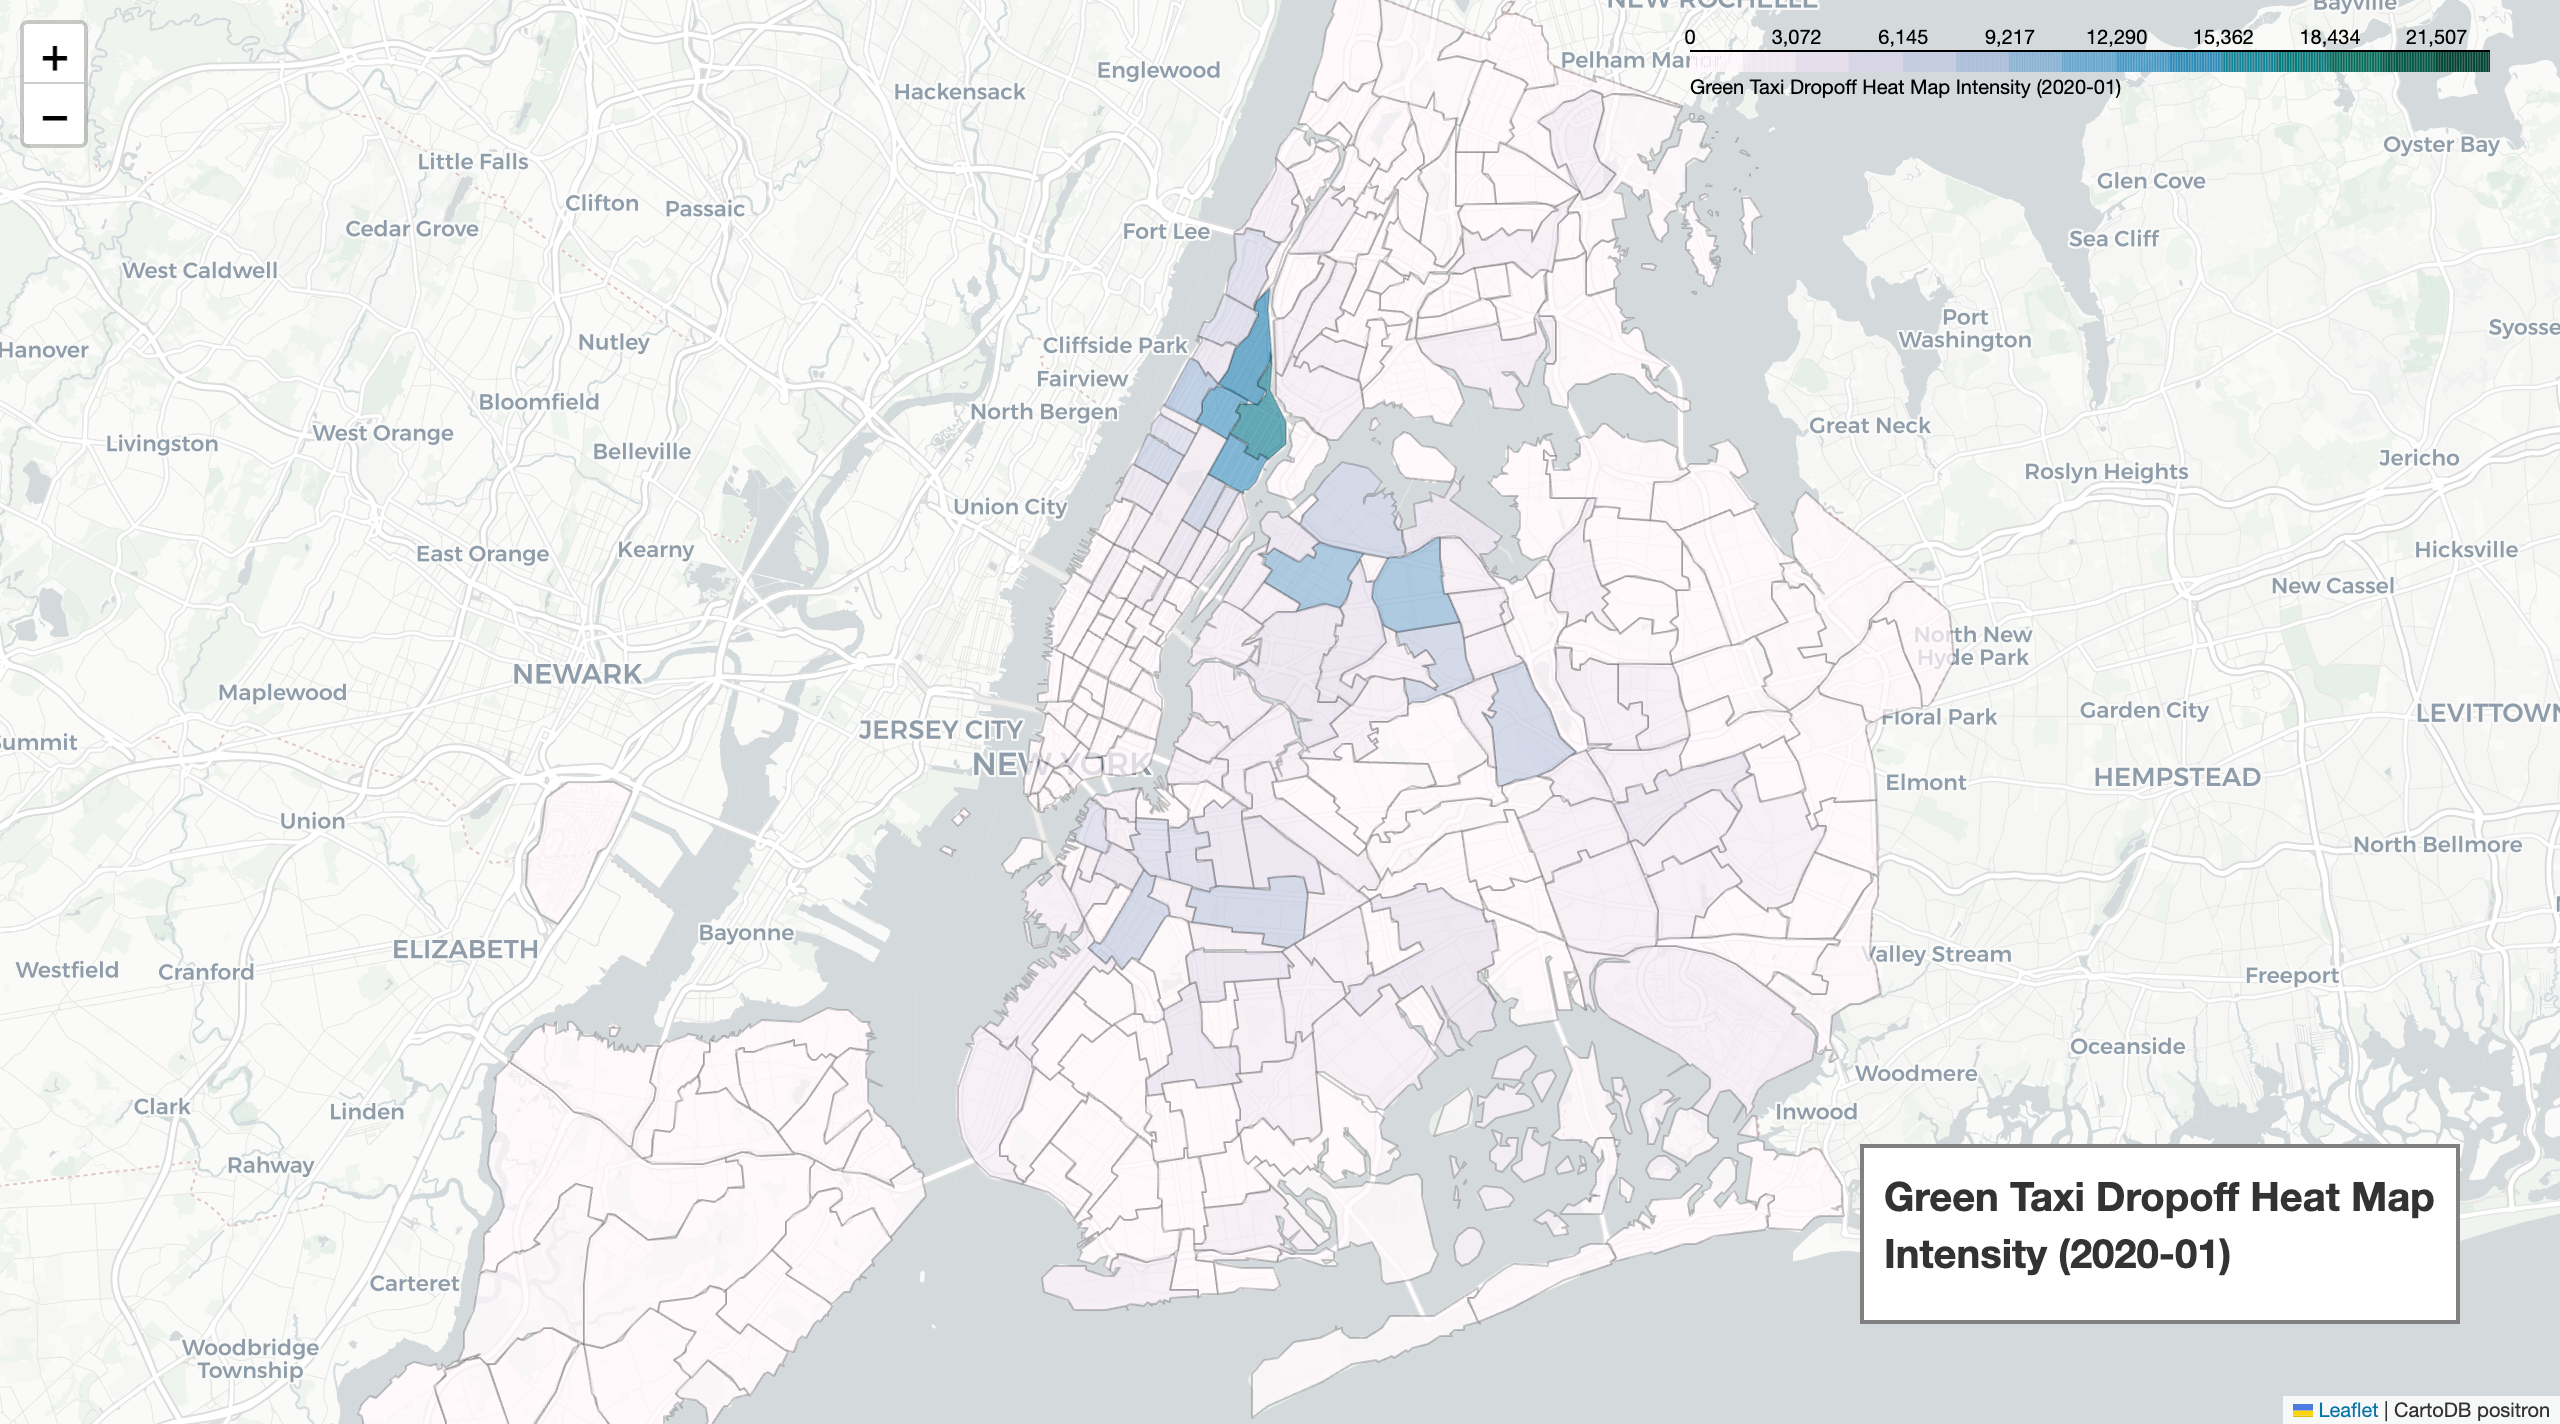 +
−
NEW ROCHELLE
Bayville
0 3,072 6,145 9,217 12,290 15,362 18,434 21,507
Green Taxi Dropoff Heat Map Intensity (2020-01)
Pelham Manor
Englewood
Hackensack
Oyster Bay
Little Falls
Glen Cove
Clifton
Passaic
Cedar Grove
Fort Lee
Sea Cliff
West Caldwell
Port
Washington
Syosse
Nutley
Cliffside Park
Hanover
Fairview
Bloomfield
North Bergen
Great Neck
West Orange
Livingston
Belleville
Jericho
Roslyn Heights
Union City
East Orange
Kearny
Hicksville
New Cassel
North New
Hyde Park
NEWARK
Maplewood
Floral Park
Garden City
LEVITTOWN
JERSEY CITY
Summit
NEW YORK
Elmont
HEMPSTEAD
Union
North Bellmore
Bayonne
ELIZABETH
Valley Stream
Westfield
Cranford
Freeport
Oceanside
Woodmere
Clark
Linden
Inwood
Rahway
Carteret
Woodbridge
Township
Green Taxi Dropoff Heat Map
Intensity (2020-01)
Leaflet | CartoDB positron